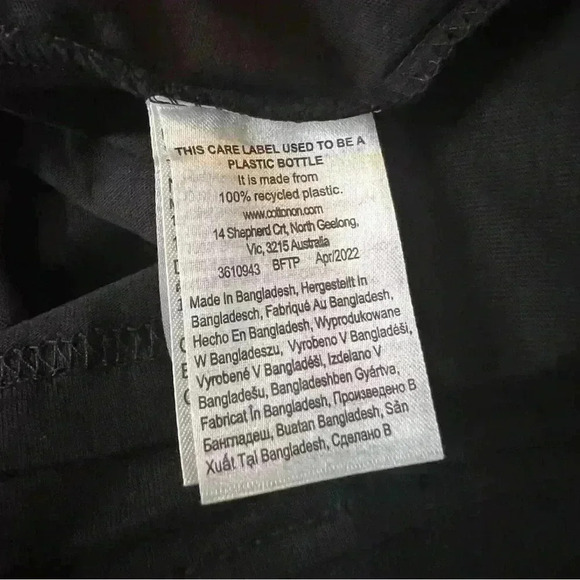 THIS CARE LABEL USED TO BE A
PLASTIC BOTTLE
It is made from
100% recycled plastic.
www.cottonon.com
14 Shepherd Crt, North Geelong,
Vic, 3215 Australia
3610943 BFTP Apr/2022
Made In Bangladesh, Hergestellt in
Bangladesch, Fabriqué Au Bangladesh,
Hecho En Bangladesh, Wyprodukowane
W Bangladeszu, Vyrobeno V Bangladéši,
Vyrobené V Bangladéši, Izdelano V
Bangladešu, Bangladeshben Gyártva,
Fabricat În Bangladesh, Произведено В
Бангладеш, Buatan Bangladesh, Sản
Xuất Tại Bangladesh, Сделано В